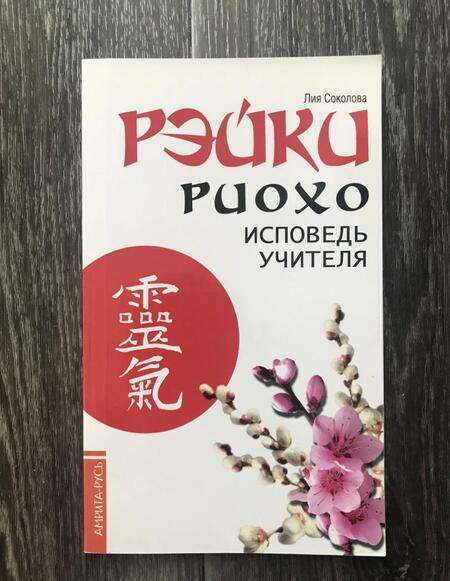 Лия Соколова
РЭЙКИ
РИОХО
ИСПОВЕДЬ
УЧИТЕЛЯ
靈
氣
АМРИТА-РУСЬ